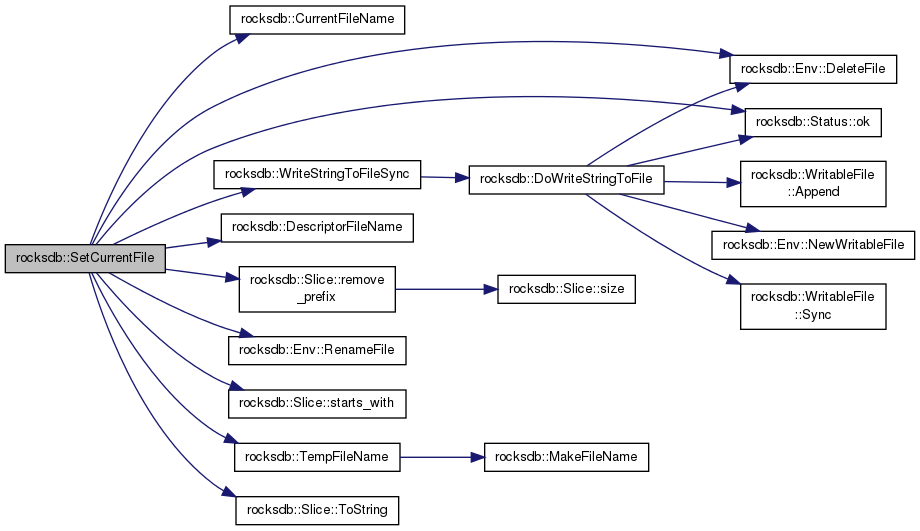 rocksdb::CurrentFileName
rocksdb::Env::DeleteFile
rocksdb::Status::ok
rocksdb::WriteStringToFileSync
rocksdb::DoWriteStringToFile
rocksdb::WritableFile
::Append
rocksdb::DescriptorFileName
rocksdb::Env::NewWritableFile
rocksdb::SetCurrentFile
rocksdb::Slice::remove
_prefix
rocksdb::Slice::size
rocksdb::WritableFile
::Sync
rocksdb::Env::RenameFile
rocksdb::Slice::starts_with
rocksdb::TempFileName
rocksdb::MakeFileName
rocksdb::Slice::ToString